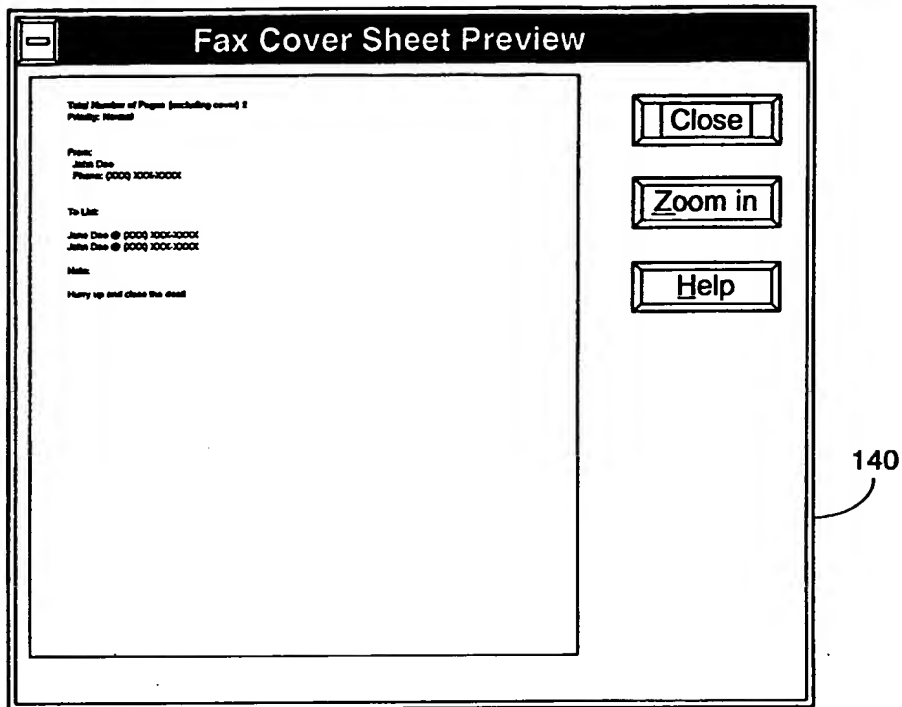 Fax Cover Sheet Preview
Total Number of Pages (excluding cover) 2
Priority: Normal
From:
John Doe
Phone: (XXX) XXX-XXXX
To List:
Jane Doe @ (XXX) XXX-XXXX
John Doe @ (XXX) XXX-XXXX
Note:
Hurry up and close the deal!
Close
Zoom in
Help
140